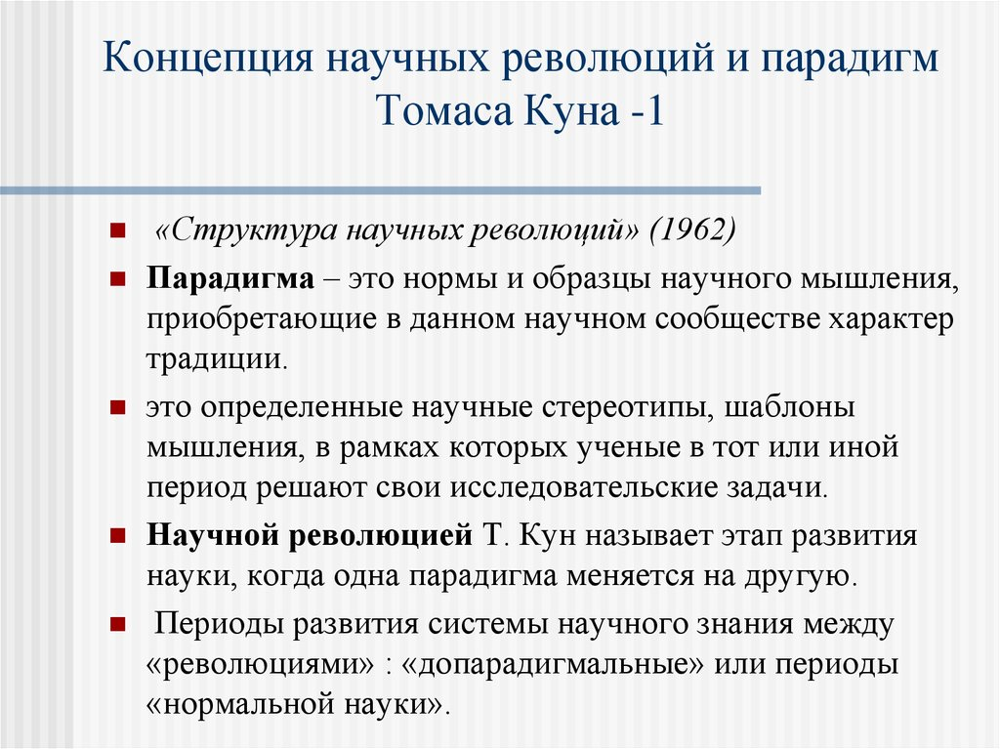 Концепция научных революций и парадигм
Томаса Куна -1
«Структура научных революций» (1962)
Парадигма – это нормы и образцы научного мышления,
приобретающие в данном научном сообществе характер
традиции.
это определенные научные стереотипы, шаблоны
мышления, в рамках которых ученые в тот или иной
период решают свои исследовательские задачи.
Научной революцией Т. Кун называет этап развития
науки, когда одна парадигма меняется на другую.
Периоды развития системы научного знания между
«революциями» : «допарадигмальные» или периоды
«нормальной науки».